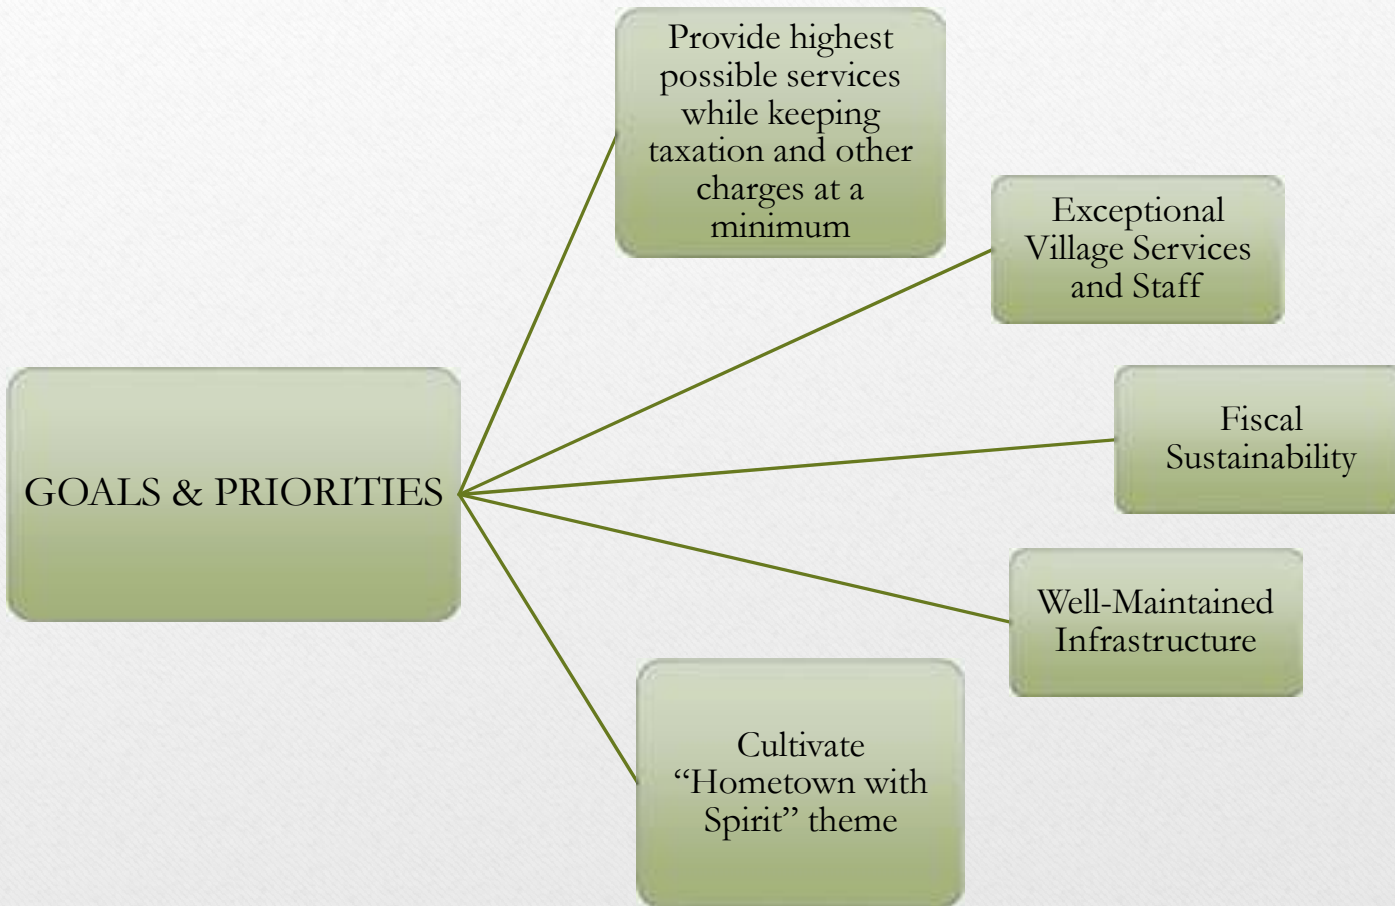 Provide highest
possible services
while keeping
taxation and other
charges at a
minimum
Exceptional
Village Services
and Staff
Fiscal
Sustainability
GOALS & PRIORITIES
Well-Maintained
Infrastructure
Cultivate
“Hometown with
Spirit” theme